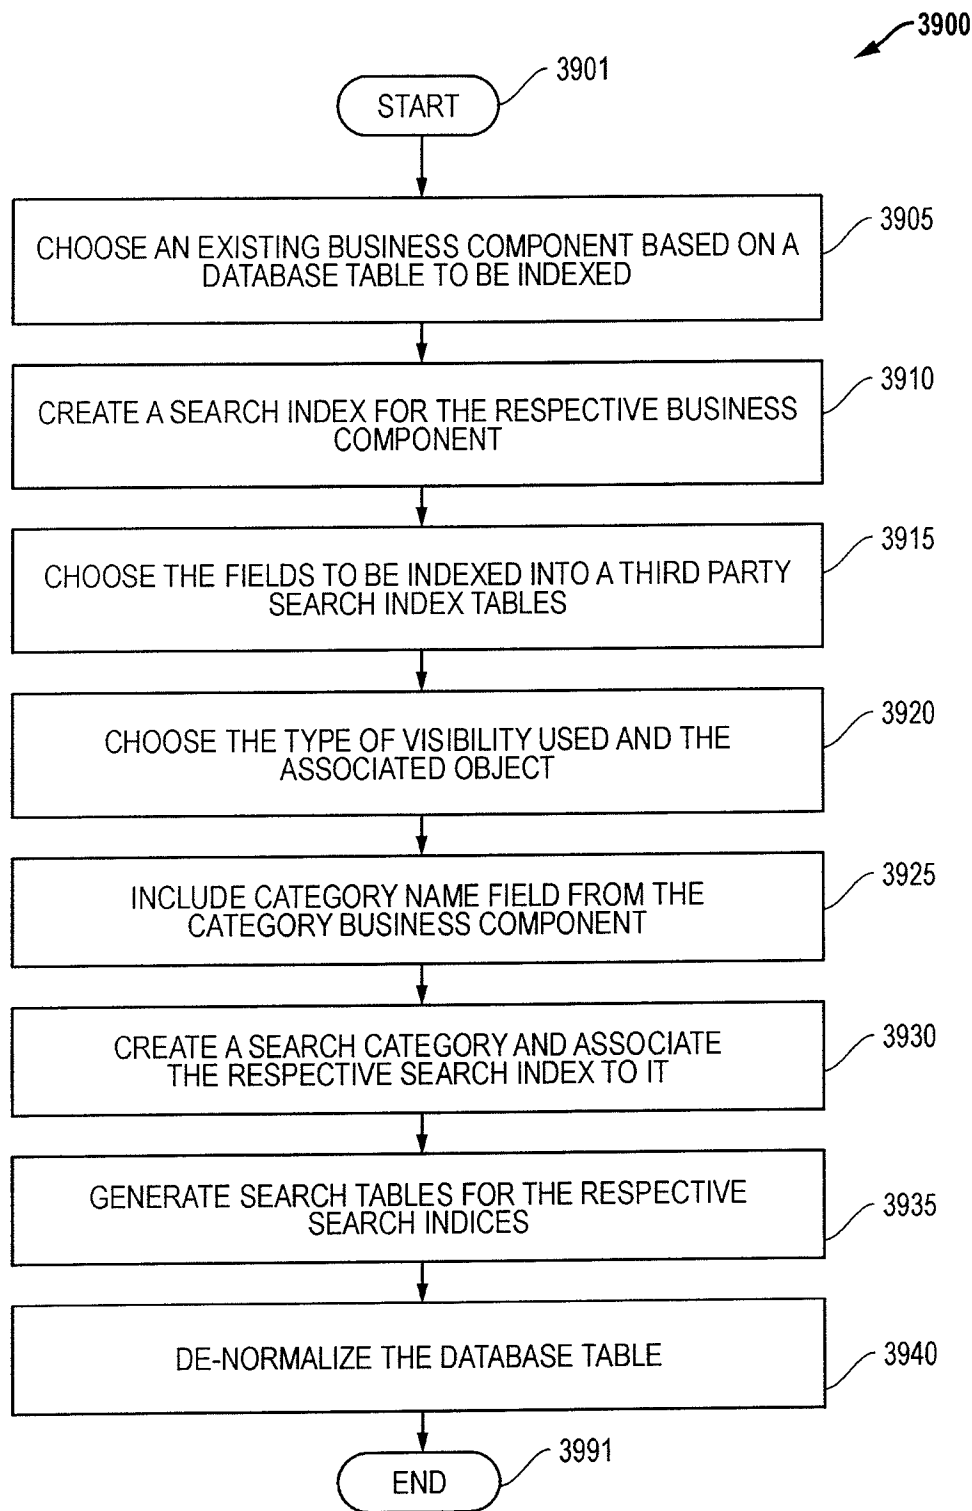 3900
START
3901
CHOOSE AN EXISTING BUSINESS COMPONENT BASED ON A
DATABASE TABLE TO BE INDEXED
3905
CREATE A SEARCH INDEX FOR THE RESPECTIVE BUSINESS
COMPONENT
3910
CHOOSE THE FIELDS TO BE INDEXED INTO A THIRD PARTY
SEARCH INDEX TABLES
3915
CHOOSE THE TYPE OF VISIBILITY USED AND THE
ASSOCIATED OBJECT
3920
INCLUDE CATEGORY NAME FIELD FROM THE
CATEGORY BUSINESS COMPONENT
3925
CREATE A SEARCH CATEGORY AND ASSOCIATE
THE RESPECTIVE SEARCH INDEX TO IT
3930
GENERATE SEARCH TABLES FOR THE RESPECTIVE
SEARCH INDICES
3935
DE-NORMALIZE THE DATABASE TABLE
3940
END
3991